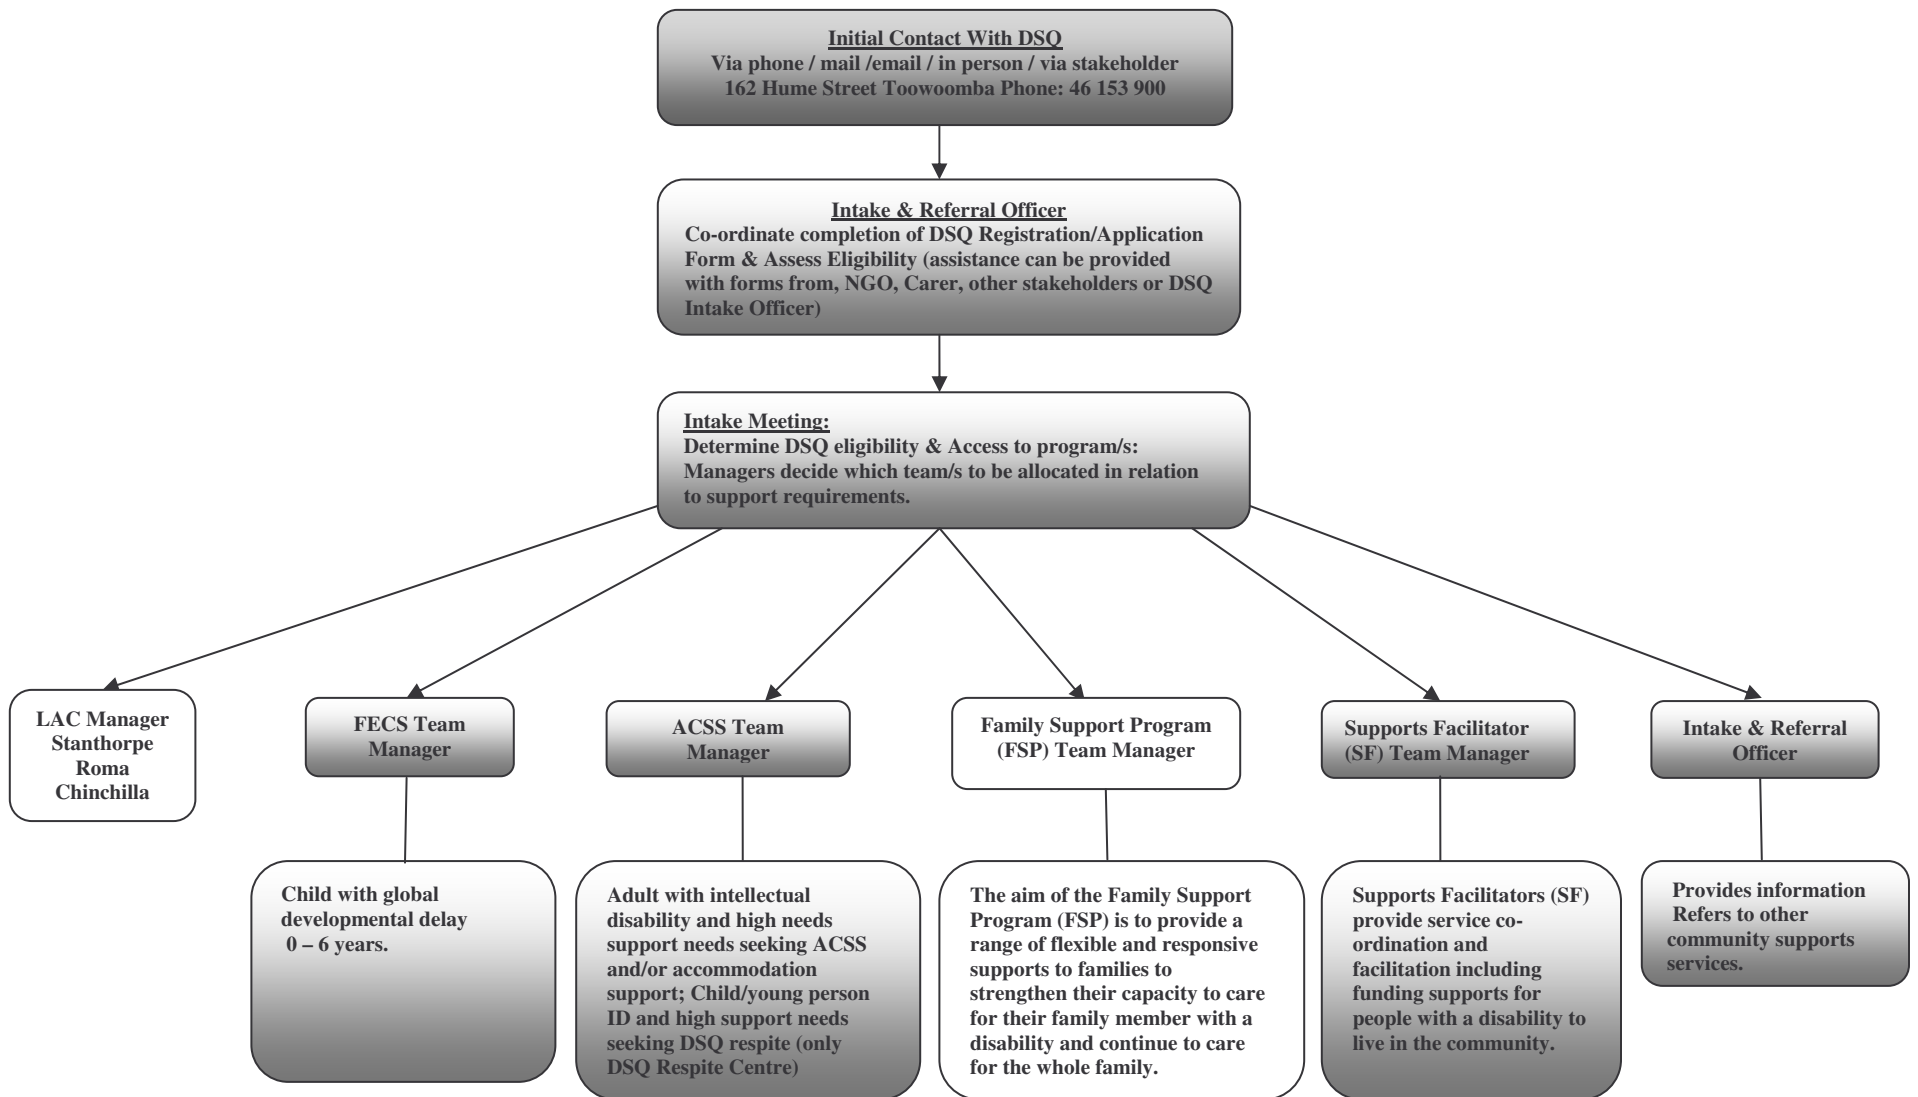 Initial Contact With DSQ
Via phone / mail /email / in person / via stakeholder
162 Hume Street Toowoomba Phone: 46 153 900
Intake & Referral Officer
Co-ordinate completion of DSQ Registration/Application
Form & Assess Eligibility (assistance can be provided
with forms from, NGO, Carer, other stakeholders or DSQ
Intake Officer)
Intake Meeting:
Determine DSQ eligibility & Access to program/s:
Managers decide which team/s to be allocated in relation
to support requirements.
LAC Manager
Stanthorpe
Roma
Chinchilla
FECS Team
Manager
ACSS Team
Manager
Family Support Program
(FSP) Team Manager
Supports Facilitator
(SF) Team Manager
Intake & Referral
Officer
Child with global
developmental delay
0 – 6 years.
Adult with intellectual
disability and high needs
support needs seeking ACSS
and/or accommodation
support; Child/young person
ID and high support needs
seeking DSQ respite (only
DSQ Respite Centre)
The aim of the Family Support
Program (FSP) is to provide a
range of flexible and responsive
supports to families to
strengthen their capacity to care
for their family member with a
disability and continue to care
for the whole family.
Supports Facilitators (SF)
provide service co-
ordination and
facilitation including
funding supports for
people with a disability to
live in the community.
Provides information
Refers to other
community supports
services.